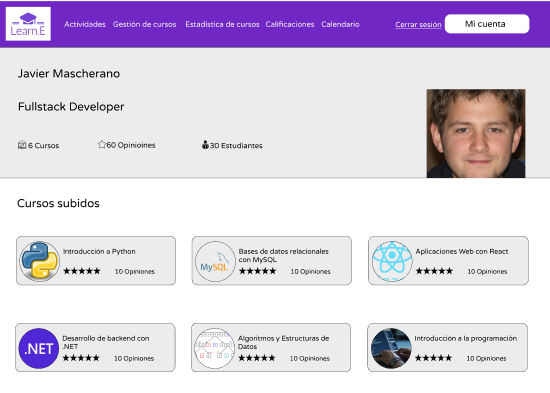 Learn.E
Actividades Gestión de cursos Estadística de cursos Calificaciones Calendario Cerrar sesión Mi cuenta
Javier Mascherano
Fullstack Developer
6 Cursos 60 Opinioines 30 Estudiantes
Cursos subidos
Introducción a Python
10 Opiniones
MySQL
Bases de datos relacionales
con MySQL
10 Opiniones
Aplicaciones Web con React
10 Opiniones
.NET
Desarrollo de backend con
.NET
10 Opiniones
Algoritmos y Estructuras de
Datos
10 Opiniones
Introducción a la programación
10 Opiniones